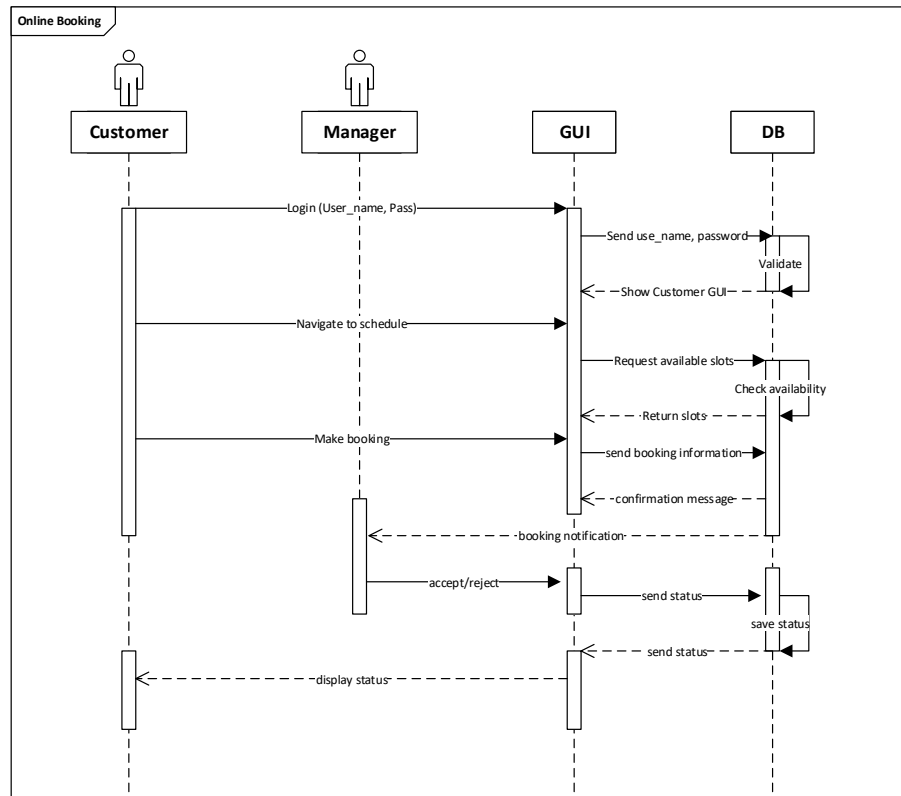 Online Booking
Customer
Manager
GUI
DB
Login (User_name, Pass)
Send use_name, password
Validate
Show Customer GUI
Navigate to schedule
Request available slots
Check availability
Return slots
Make booking
send booking information
confirmation message
booking notification
accept/reject
send status
save status
send status
display status